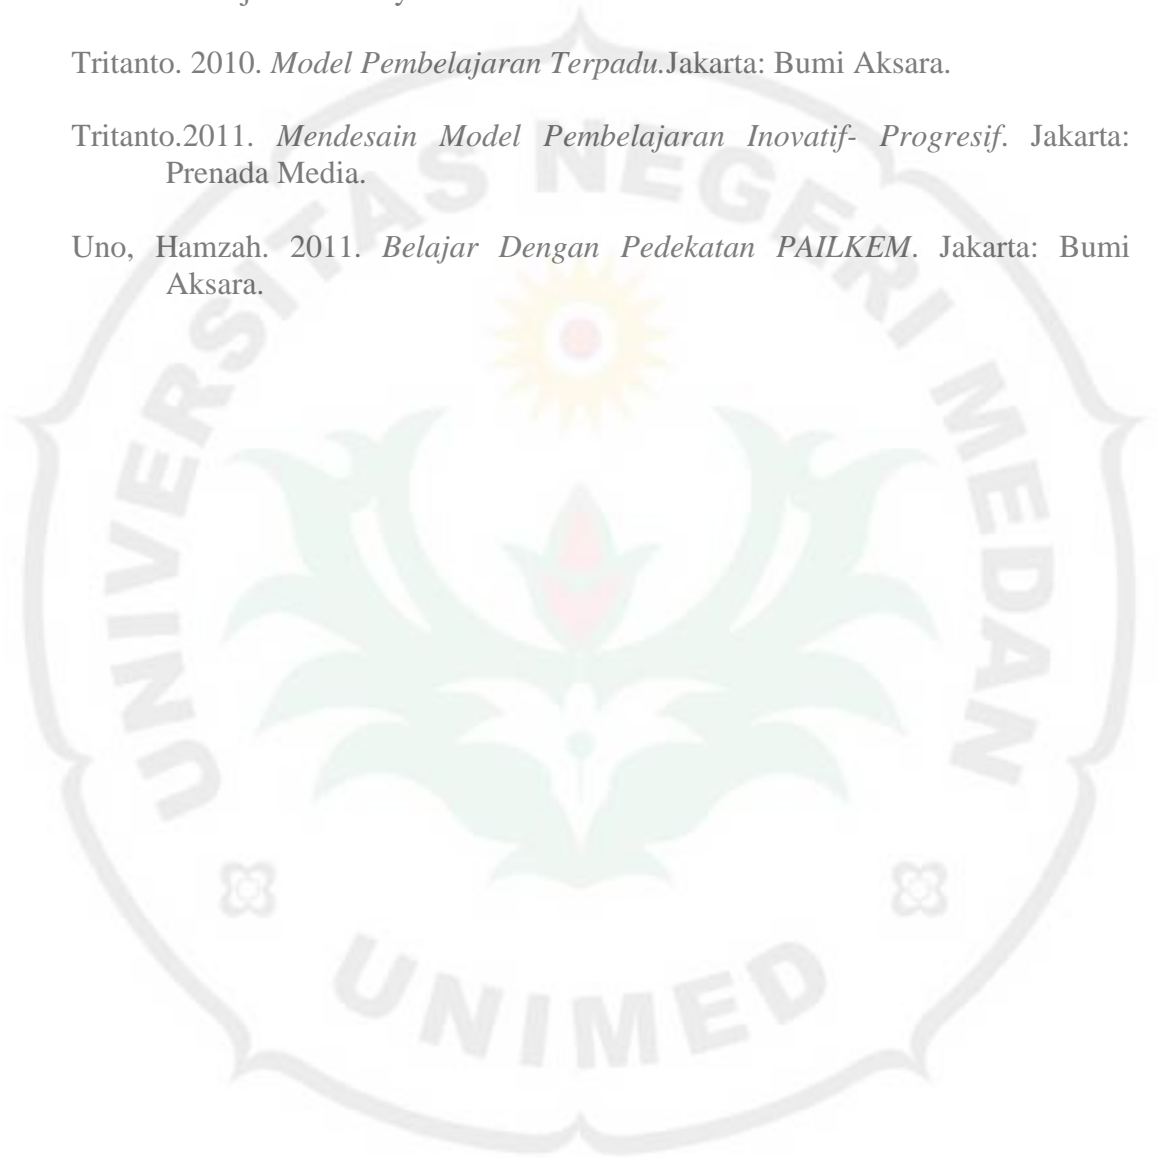 Tritanto. 2010. Model Pembelajaran Terpadu.Jakarta: Bumi Aksara.
Tritanto.2011. Mendesain Model Pembelajaran Inovatif- Progresif. Jakarta:
Prenada Media.
Uno, Hamzah. 2011. Belajar Dengan Pedekatan PAILKEM. Jakarta: Bumi
Aksara.
UNIVERSITAS NEGERI MEDAN
UNIMED